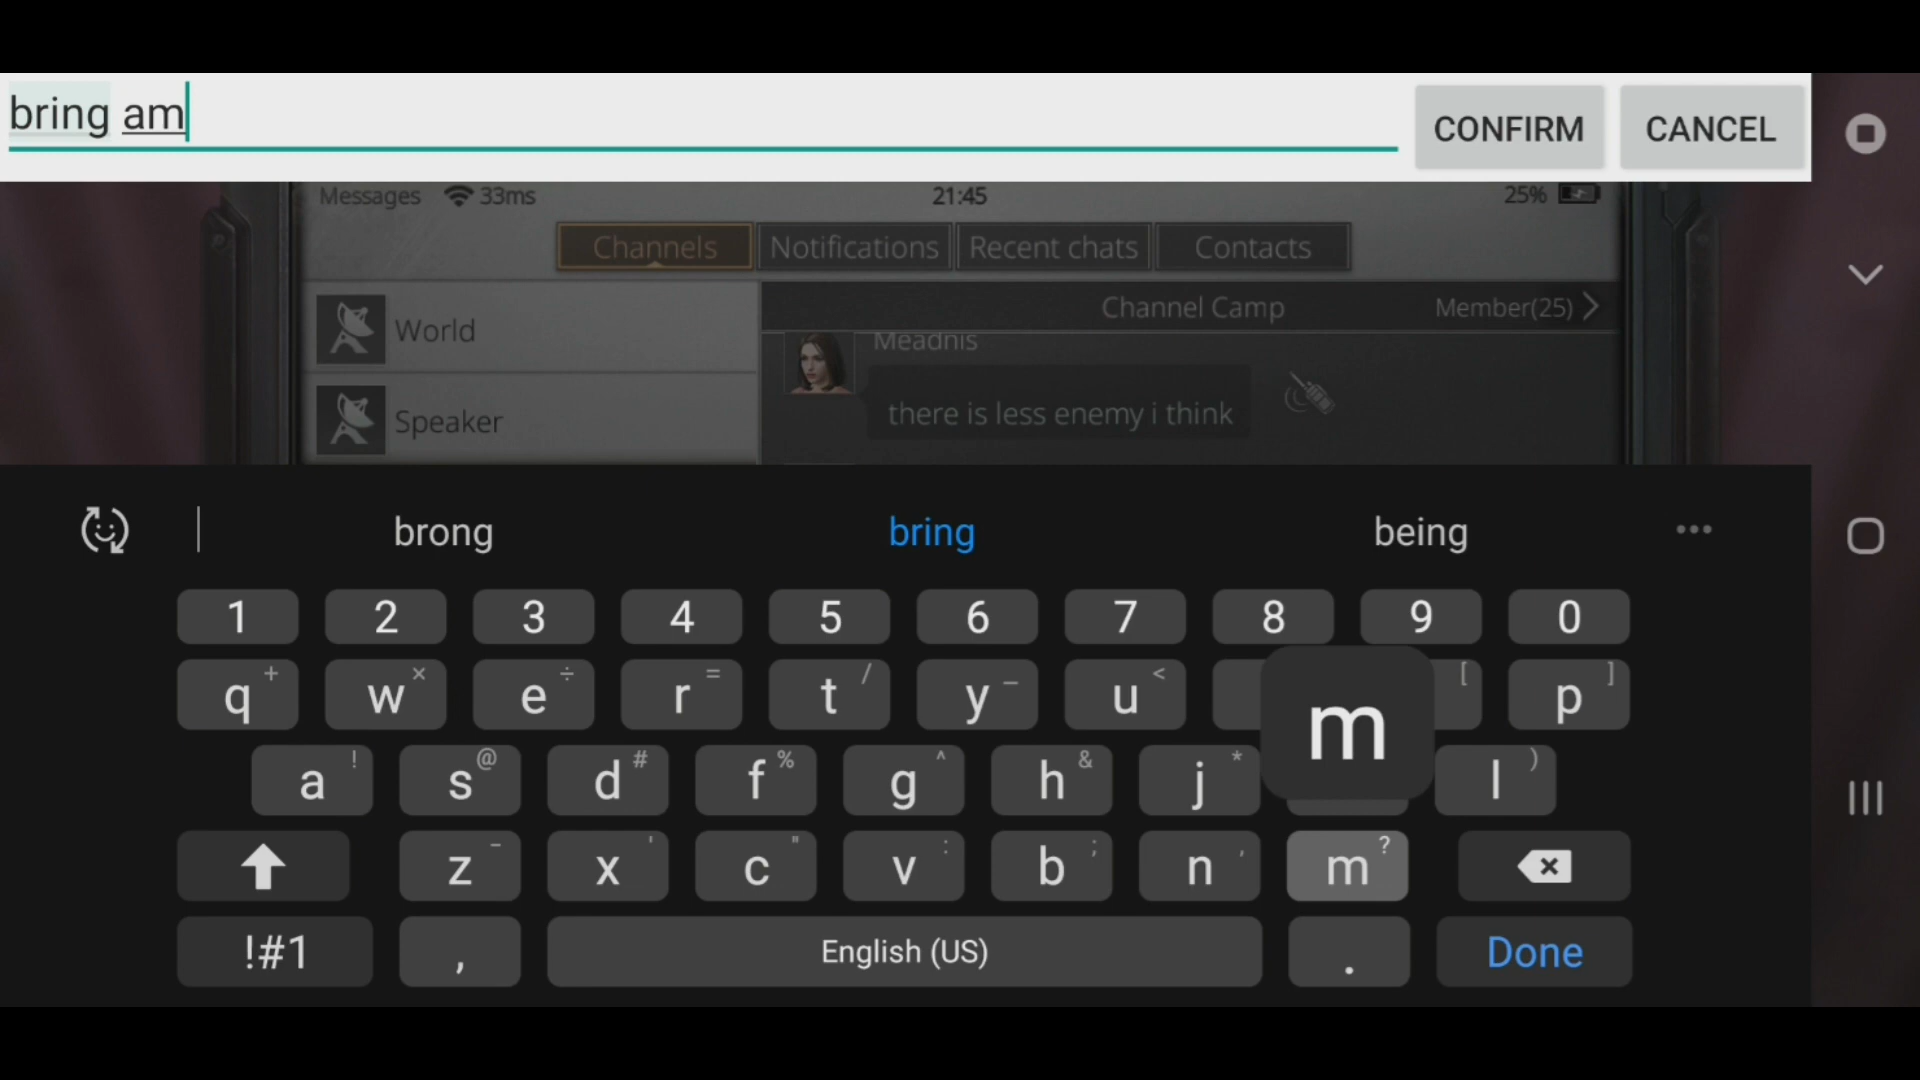 bring am
CONFIRM
CANCEL
Messages 33ms
21:45
25%
Channels
Notifications
Recent chats
Contacts
World
Channel Camp
Member(25)
Meadnis
there is less enemy i think
Speaker
brong
bring
being
1 2 3 4 5 6 7 8 9 0
q + w × e ÷ r = t / y _ u < [ p ]
m
a ! s @ d # f % g ^ h & j * l )
z - x ' c " v : b ; n , m ?
!#1 , English (US) . Done